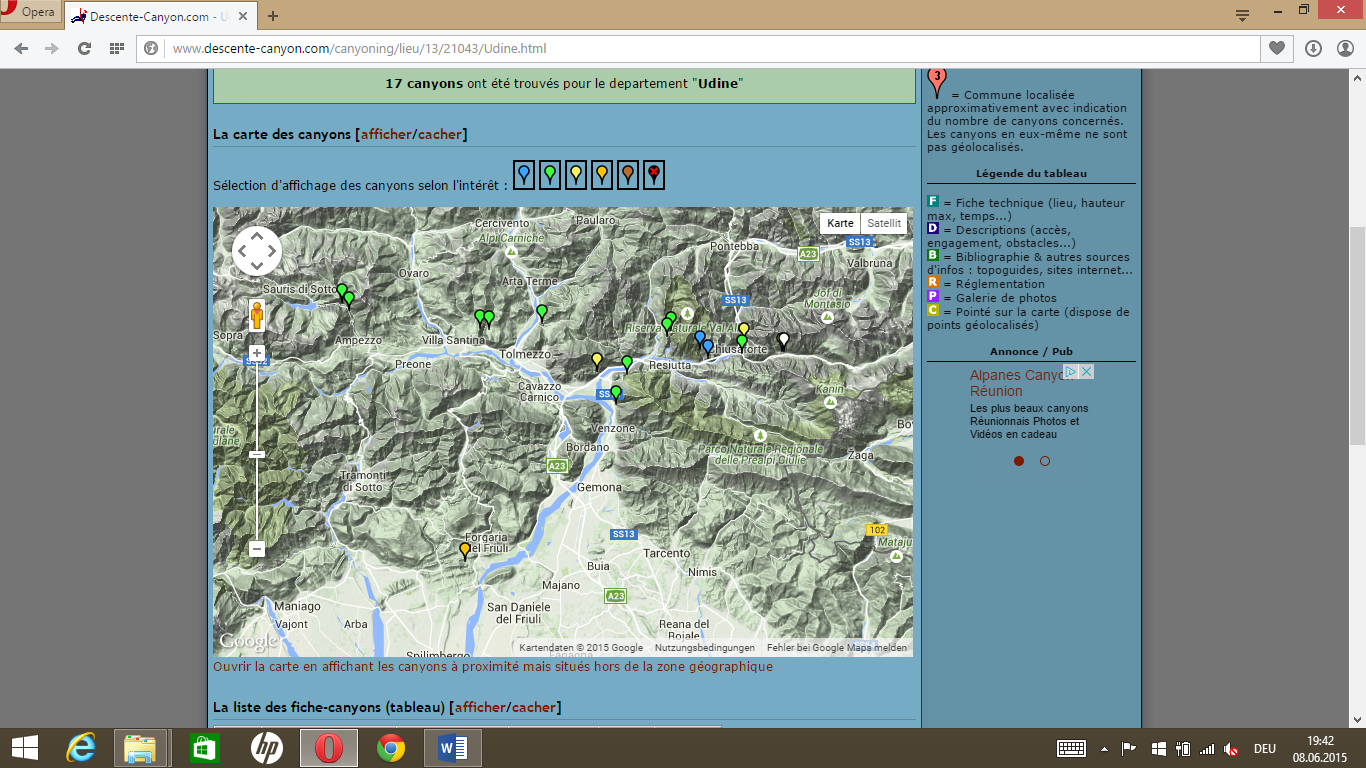 Opera
Descente-Canyon.com - U
www.descente-canyon.com/canyoning/lieu/13/21043/Udine.html
17 canyons ont été trouvés pour le departement "Udine"
La carte des canyons [afficher/cacher]
Sélection d'affichage des canyons selon l'intérêt :
Karte
Satellit
Cercivento
Paularo
Alpi Carniche
Pontebba
SS13
A23
Valbruna
Ovaro
Arta Terme
Sauris di Sotto
SS13
Jôf di
Montasio
Riserva Naturale Val Al
Sopra
Ampezzo
Villa Santina
Tolmezzo
Chiusaforte
Preone
Resiutta
Cavazzo
Carnico
Kanin
Venzone
Bordano
Parco Naturale Regionale
delle Prealpi Giulie
Žaga
A23
Tramonti
di Sotto
Gemona
SS13
102
Forgaria
del Friuli
Mataju
Tarcento
Buia
Nimis
Majano
A23
Maniago
San Daniele
del Friuli
Vajont
Arba
Reana del
Rojale
Google
Spilimbergo
Kartendaten © 2015 Google
Nutzungsbedingungen
Fehler bei Google Maps melden
Ouvrir la carte en affichant les canyons à proximité mais situés hors de la zone géographique
La liste des fiche-canyons (tableau) [afficher/cacher]
3 = Commune localisée
approximativement avec indication
du nombre de canyons concernés.
Les canyons en eux-même ne sont
pas géolocalisés.
Légende du tableau
F = Fiche technique (lieu, hauteur
max, temps...)
D = Descriptions (accès,
engagement, obstacles...)
B = Bibliographie & autres sources
d'infos : topoguides, sites internet...
R = Réglementation
P = Galerie de photos
C = Pointé sur la carte (dispose de
points géolocalisés)
Annonce / Pub
Alpanes Canyo
Réunion
Les plus beaux canyons
Réunionnais Photos et
Vidéos en cadeau
hp
DEU
19:42
08.06.2015